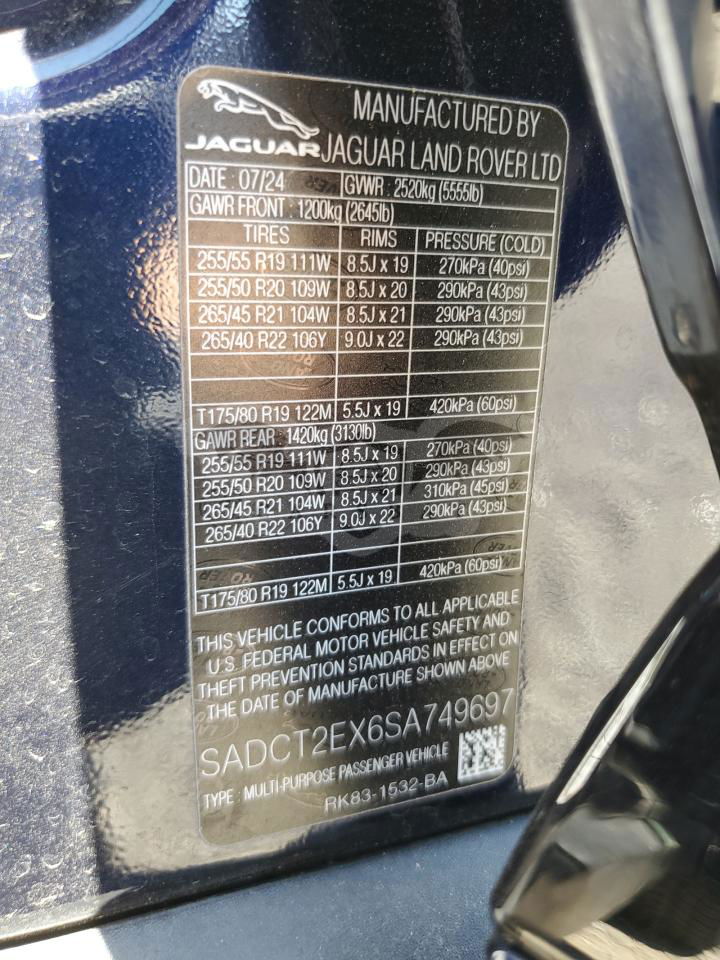 MANUFACTURED BY
JAGUAR JAGUAR LAND ROVER LTD
DATE : 07/24 GVWR : 2520kg (5555lb)
GAWR FRONT : 1200kg (2645lb)
TIRES RIMS PRESSURE (COLD)
255/55 R19 111W 8.5J x 19 270kPa (40psi)
255/50 R20 109W 8.5J x 20 290kPa (43psi)
265/45 R21 104W 8.5J x 21 290kPa (43psi)
265/40 R22 106Y 9.0J x 22 290kPa (43psi)
T175/80 R19 122M 5.5J x 19 420kPa (60psi)
GAWR REAR : 1420kg (3130lb)
255/55 R19 111W 8.5J x 19 270kPa (40psi)
255/50 R20 109W 8.5J x 20 290kPa (43psi)
265/45 R21 104W 8.5J x 21 310kPa (45psi)
265/40 R22 106Y 9.0J x 22 290kPa (43psi)
T175/80 R19 122M 5.5J x 19 420kPa (60psi)
THIS VEHICLE CONFORMS TO ALL APPLICABLE
U.S. FEDERAL MOTOR VEHICLE SAFETY AND
THEFT PREVENTION STANDARDS IN EFFECT ON
THE DATE OF MANUFACTURE SHOWN ABOVE
SADCT2EX6SA749697
TYPE : MULTI-PURPOSE PASSENGER VEHICLE
RK83-1532-BA